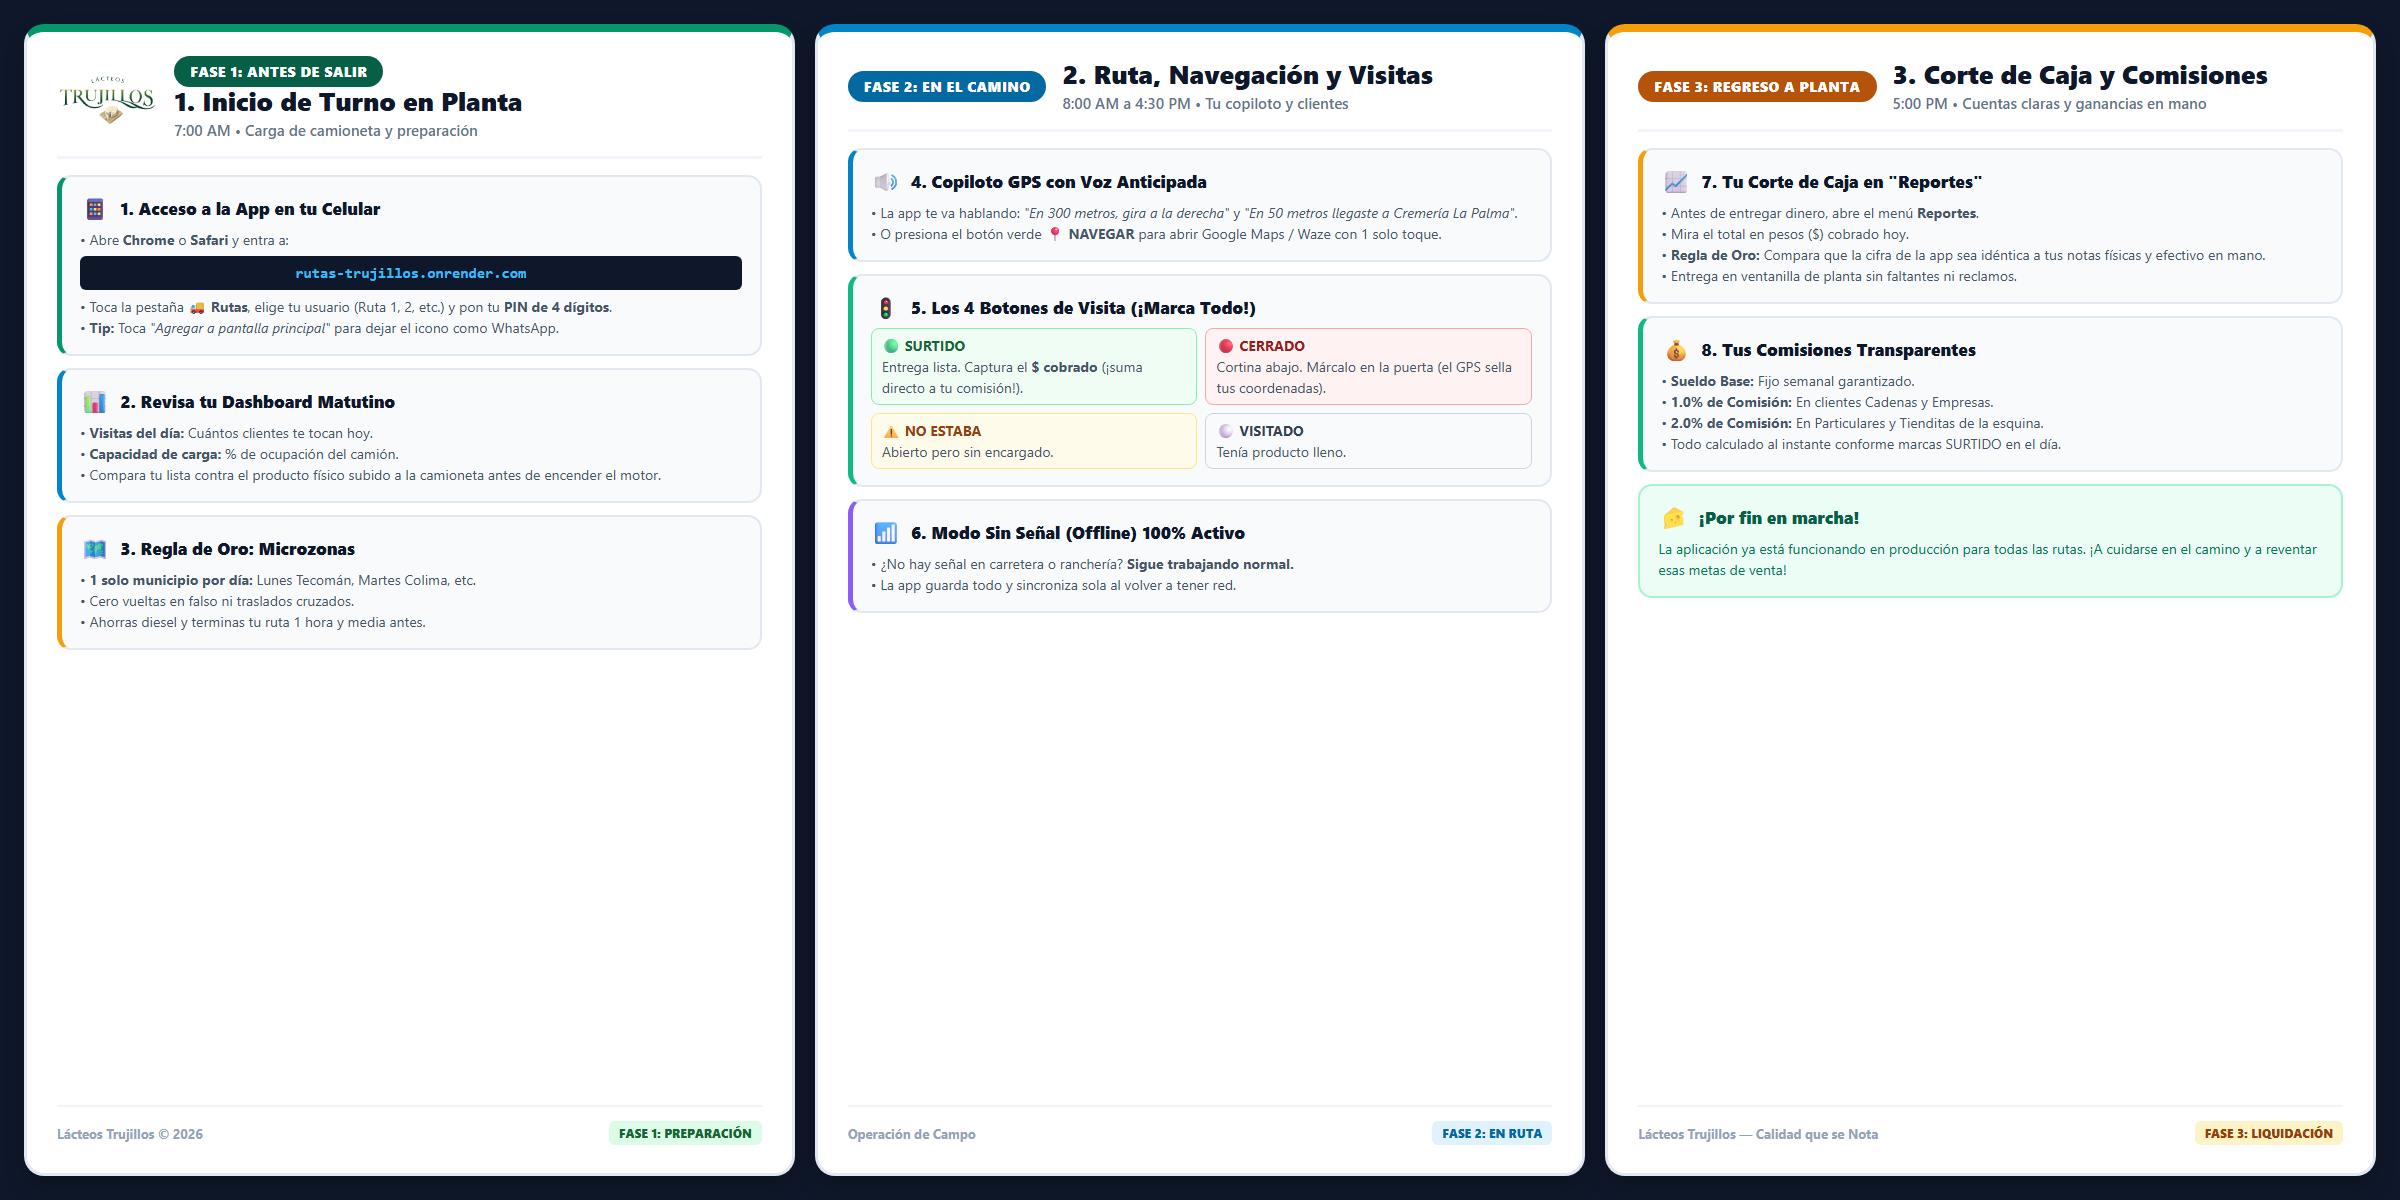 LÁCTEOS
TRUJILLOS
FASE 1: ANTES DE SALIR
1. Inicio de Turno en Planta
7:00 AM • Carga de camioneta y preparación
1. Acceso a la App en tu Celular
• Abre Chrome o Safari y entra a:
rutas-trujillos.onrender.com
• Toca la pestaña 🚚 Rutas, elige tu usuario (Ruta 1, 2, etc.) y pon tu PIN de 4 dígitos.
• Tip: Toca "Agregar a pantalla principal" para dejar el icono como WhatsApp.
2. Revisa tu Dashboard Matutino
• Visitas del día: Cuántos clientes te tocan hoy.
• Capacidad de carga: % de ocupación del camión.
• Compara tu lista contra el producto físico subido a la camioneta antes de encender el motor.
3. Regla de Oro: Microzonas
• 1 solo municipio por día: Lunes Tecomán, Martes Colima, etc.
• Cero vueltas en falso ni traslados cruzados.
• Ahorras diesel y terminas tu ruta 1 hora y media antes.
Lácteos Trujillos © 2026
FASE 1: PREPARACIÓN
FASE 2: EN EL CAMINO
2. Ruta, Navegación y Visitas
8:00 AM a 4:30 PM • Tu copiloto y clientes
4. Copiloto GPS con Voz Anticipada
• La app te va hablando: "En 300 metros, gira a la derecha" y "En 50 metros llegaste a Cremería La Palma".
• O presiona el botón verde 📍 NAVEGAR para abrir Google Maps / Waze con 1 solo toque.
5. Los 4 Botones de Visita (¡Marca Todo!)
SURTIDO
Entrega lista. Captura el $ cobrado (¡suma
directo a tu comisión!).
CERRADO
Cortina abajo. Márcalo en la puerta (el GPS sella
tus coordenadas).
NO ESTABA
Abierto pero sin encargado.
VISITADO
Tenía producto lleno.
6. Modo Sin Señal (Offline) 100% Activo
• ¿No hay señal en carretera o ranchería? Sigue trabajando normal.
• La app guarda todo y sincroniza sola al volver a tener red.
Operación de Campo
FASE 2: EN RUTA
FASE 3: REGRESO A PLANTA
3. Corte de Caja y Comisiones
5:00 PM • Cuentas claras y ganancias en mano
7. Tu Corte de Caja en "Reportes"
• Antes de entregar dinero, abre el menú Reportes.
• Mira el total en pesos ($) cobrado hoy.
• Regla de Oro: Compara que la cifra de la app sea idéntica a tus notas físicas y efectivo en mano.
• Entrega en ventanilla de planta sin faltantes ni reclamos.
8. Tus Comisiones Transparentes
• Sueldo Base: Fijo semanal garantizado.
• 1.0% de Comisión: En clientes Cadenas y Empresas.
• 2.0% de Comisión: En Particulares y Tienditas de la esquina.
• Todo calculado al instante conforme marcas SURTIDO en el día.
¡Por fin en marcha!
La aplicación ya está funcionando en producción para todas las rutas. ¡A cuidarse en el camino y a reventar
esas metas de venta!
Lácteos Trujillos — Calidad que se Nota
FASE 3: LIQUIDACIÓN